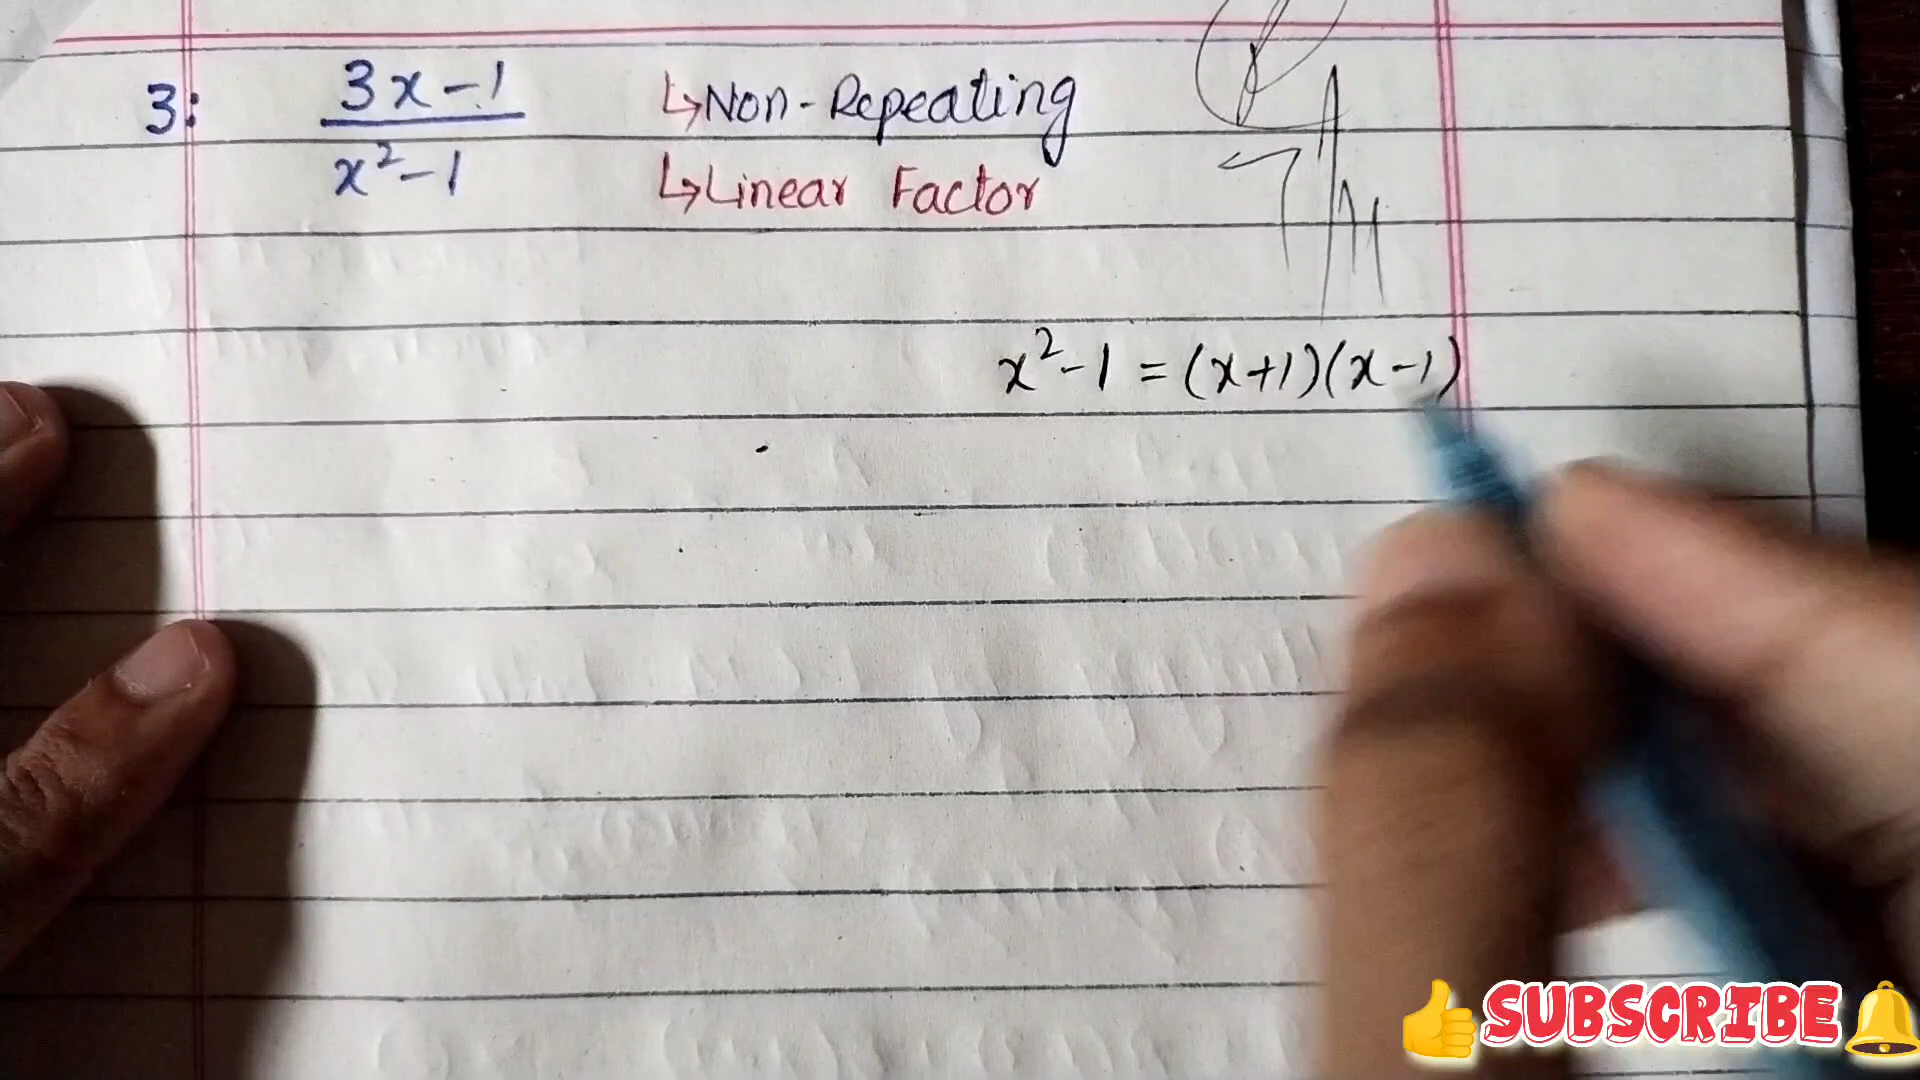 3: 3x-1 ↳Non-Repeating
x²-1 ↳Linear Factor
x²-1 = (x+1)(x-1)
SUBSCRIBE